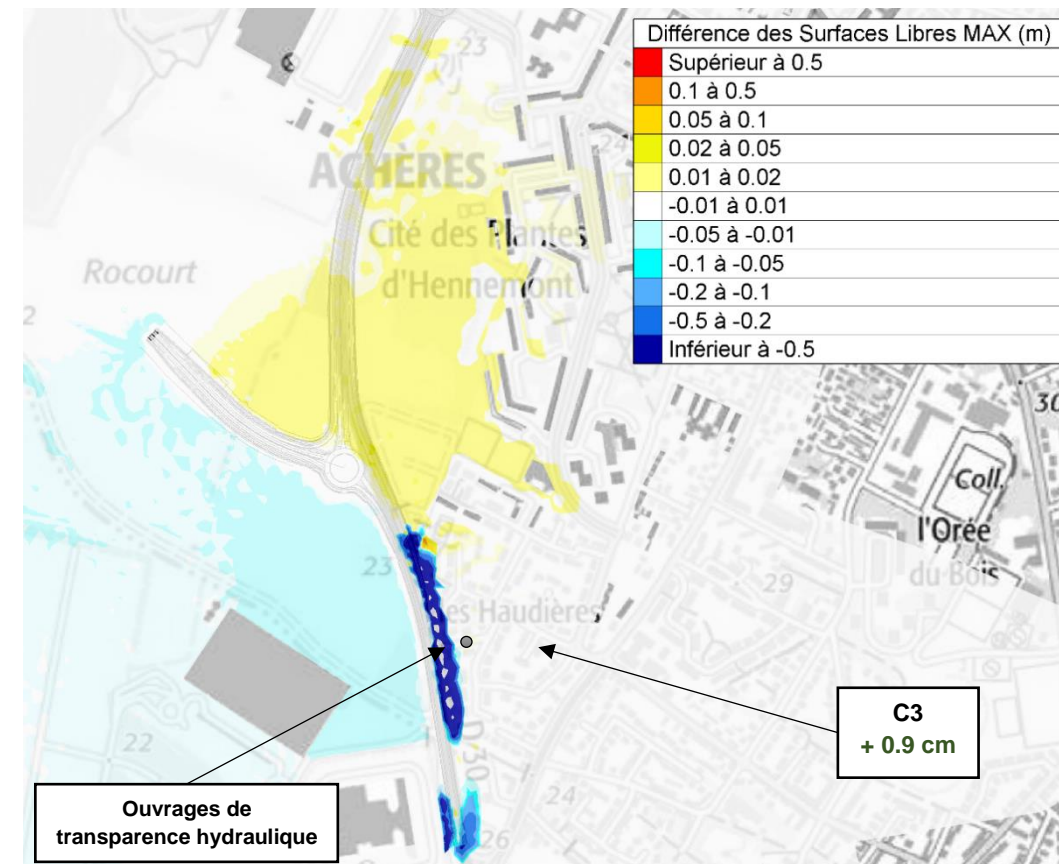 Différence des Surfaces Libres MAX (m)
Supérieur à 0.5
0.1 à 0.5
0.05 à 0.1
0.02 à 0.05
0.01 à 0.02
-0.01 à 0.01
-0.05 à -0.01
-0.1 à -0.05
-0.2 à -0.1
-0.5 à -0.2
Inférieur à -0.5
23
24
ACHÈRES
Cité des Plantes
d'Hennemont
Rocourt
2
30
Coll.
l'Orée
du Bois
23
29
es Haudières
22
D 30
24
26
C3
+ 0.9 cm
Ouvrages de
transparence hydraulique